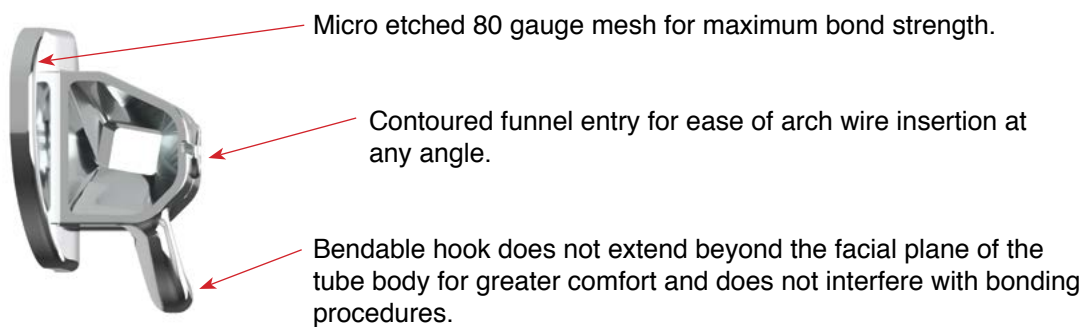 Micro etched 80 gauge mesh for maximum bond strength.
Contoured funnel entry for ease of arch wire insertion at
any angle.
Bendable hook does not extend beyond the facial plane of the
tube body for greater comfort and does not interfere with bonding
procedures.